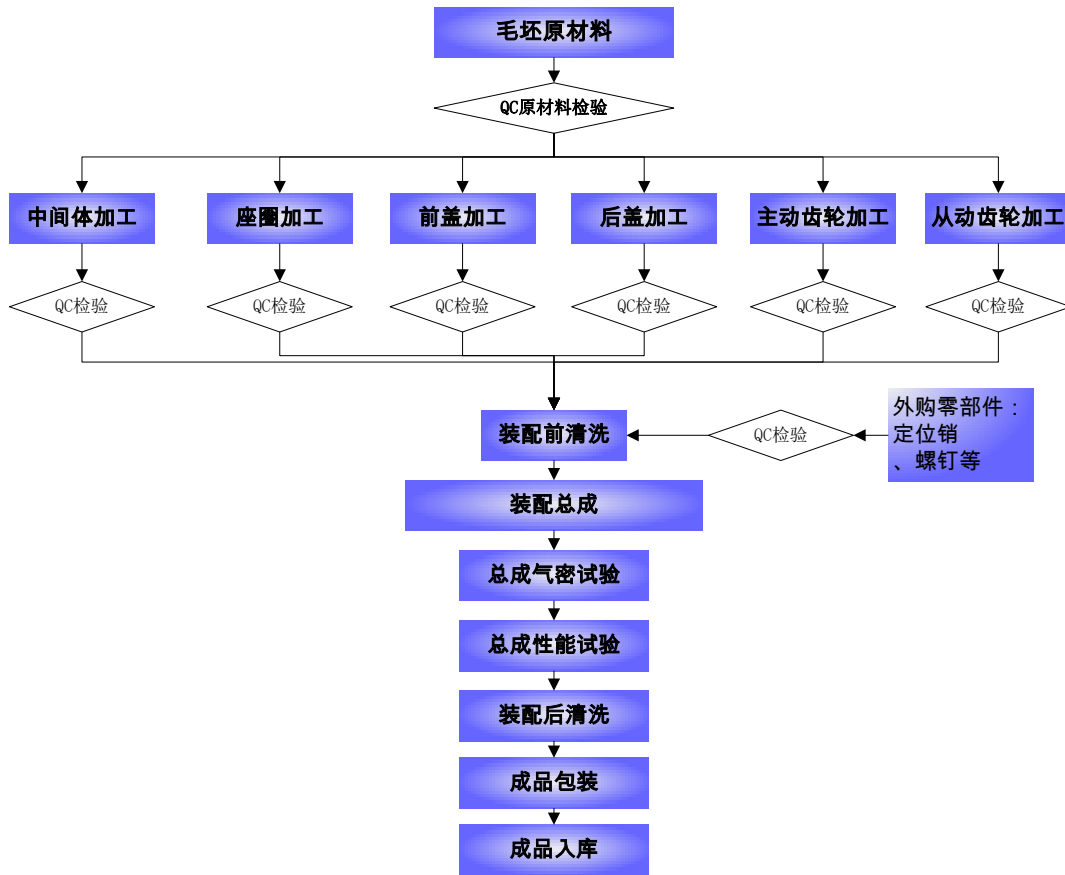 毛坯原材料
QC原材料检验
中间体加工
座圈加工
前盖加工
后盖加工
主动齿轮加工
从动齿轮加工
QC检验
QC检验
QC检验
QC检验
QC检验
QC检验
装配前清洗
QC检验
外购零部件：
定位销
、螺钉等
装配总成
总成气密试验
总成性能试验
装配后清洗
成品包装
成品入库